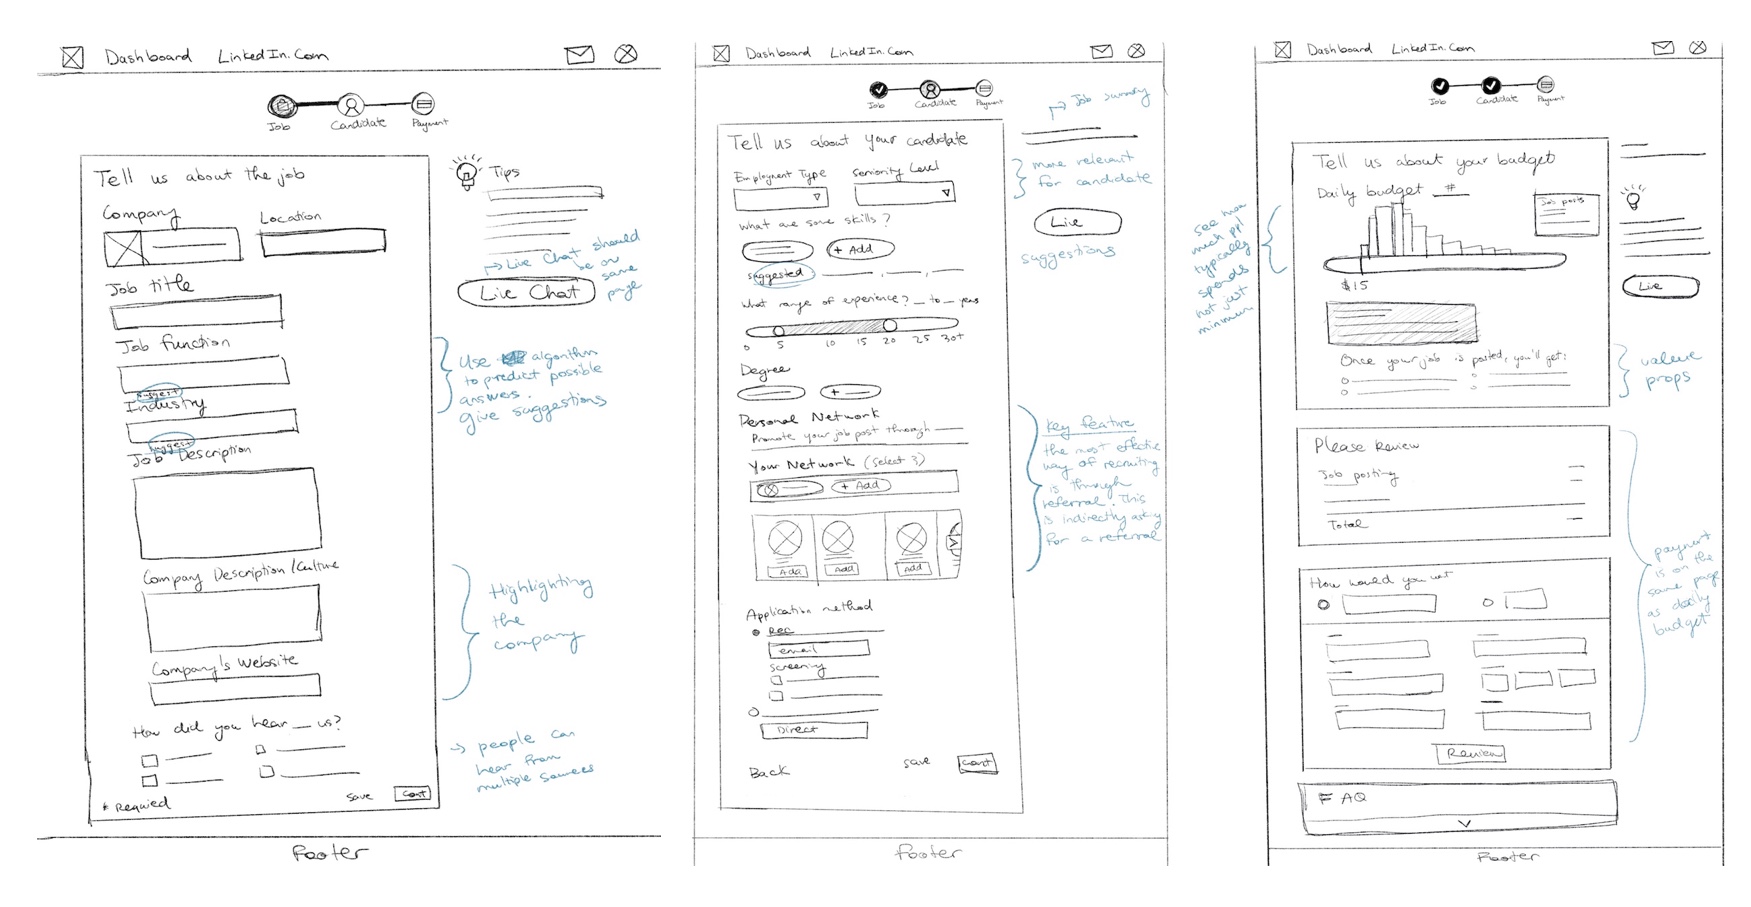 Dashboard LinkedIn.Com
Job
Candidate
Payment
Tell us about the job
Company
Location
Job title
Job Function
suggest
Industry
suggest
Job Description
Company Description/Culture
Company's Website
How did you hear __ us?
* Required
save
Cont
Tips
→ Live Chat should
be on
same
page
Live Chat
Use algorithm
to predict possible
answers.
Give suggestions
Highlighting
the
company
→ people can
hear from
multiple sources
Footer
Dashboard LinkedIn.Com
Job
Candidate
Payment
Tell us about your candidate
Employment Type
Seniority Level
What are some skills?
+ Add
suggested
What range of experience? __ to __ years
0 5 10 15 20 25 30+
Degree
+
Personal Network
Promote your job post through
Your Network (select 3)
+ Add
Add
Add
Add
Application method
Rec
email
Screening
Direct
Back
save
Cont
→ Job summary
more relevant
for candidate
Live
suggestions
Key feature
the most effective
way of recruiting
is through
referral. This
is indirectly asking
for a referral
Footer
Dashboard LinkedIn.Com
Job
Candidate
Payment
Tell us about your budget
Daily budget #
Job posts
$15
Once your job is posted, you'll get:
Please Review
Job posting
Total
How would you
Review
FAQ
see how
much ppl
typically
spends
not just
minimum
Live
value
props
payment
is on the
same page
as daily
budget
Footer